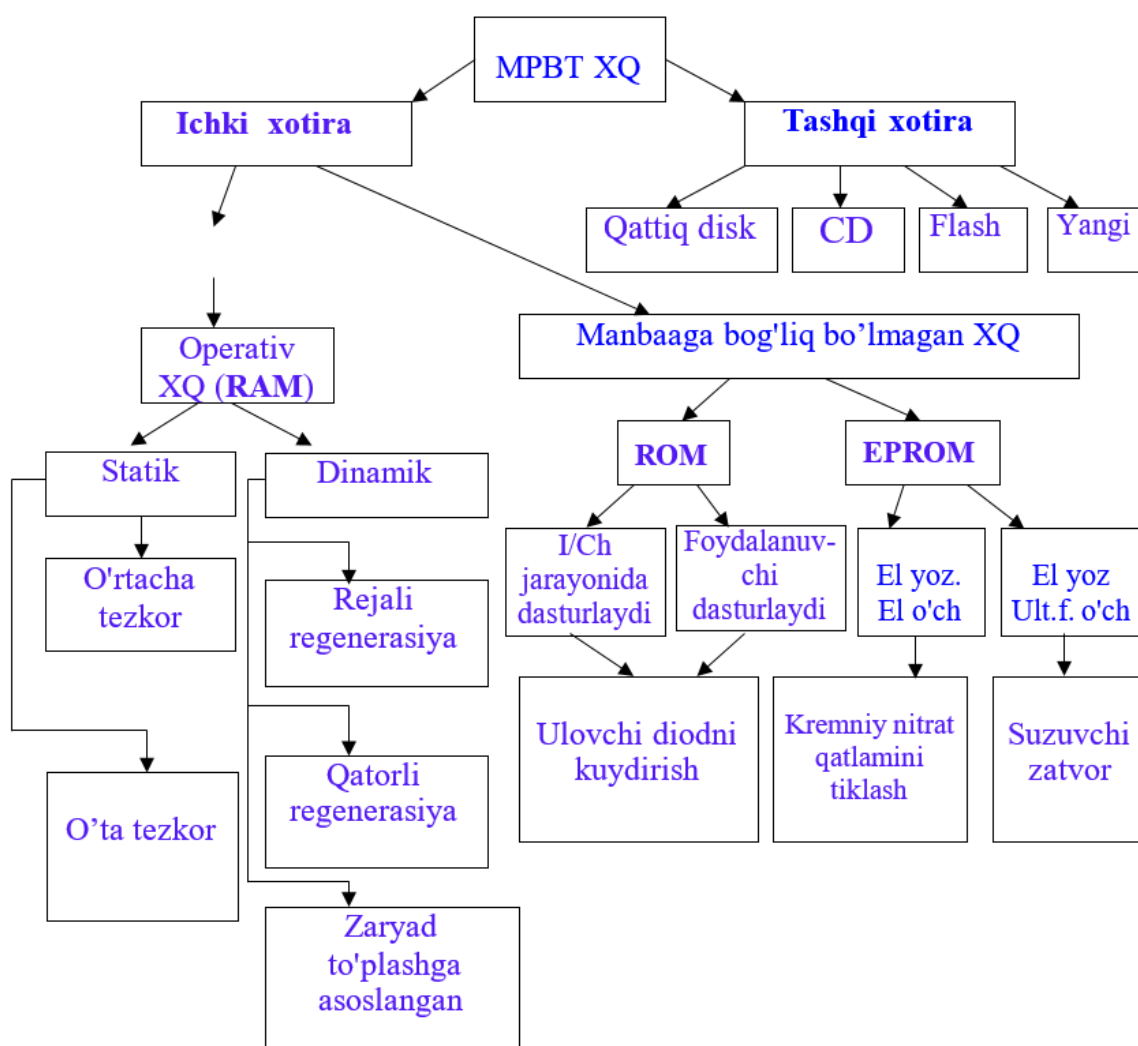 MPBT XQ
Ichki xotira
Tashqi xotira
Qattiq disk
CD
Flash
Yangi
Manbaaga bog'liq bo’lmagan XQ
Operativ
XQ (RAM)
ROM
EPROM
Statik
Dinamik
I/Ch
jarayonida
dasturlaydi
Foydalanuv-
chi
dasturlaydi
El yoz.
El o'ch
El yoz
Ult.f. o'ch
O'rtacha
tezkor
Rejali
regenerasiya
Ulovchi diodni
kuydirish
Kremniy nitrat
qatlamini
tiklash
Suzuvchi
zatvor
Qatorli
regenerasiya
O’ta tezkor
Zaryad
to'plashga
asoslangan